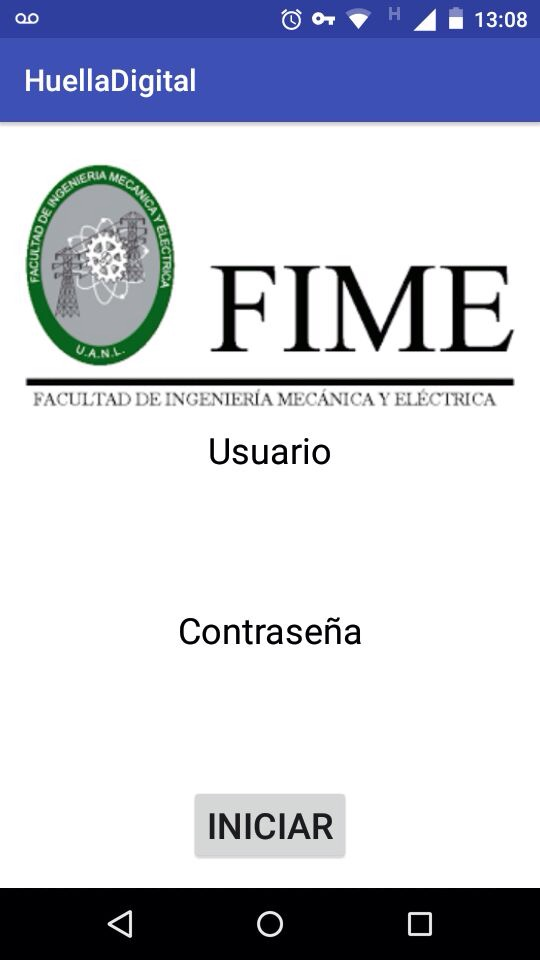 H
13:08
HuellaDigital
FACULTAD DE INGENIERIA MECANICA Y ELECTRICA
U.A.N.L.
FIME
FACULTAD DE INGENIERÍA MECÁNICA Y ELÉCTRICA
Usuario
Contraseña
INICIAR